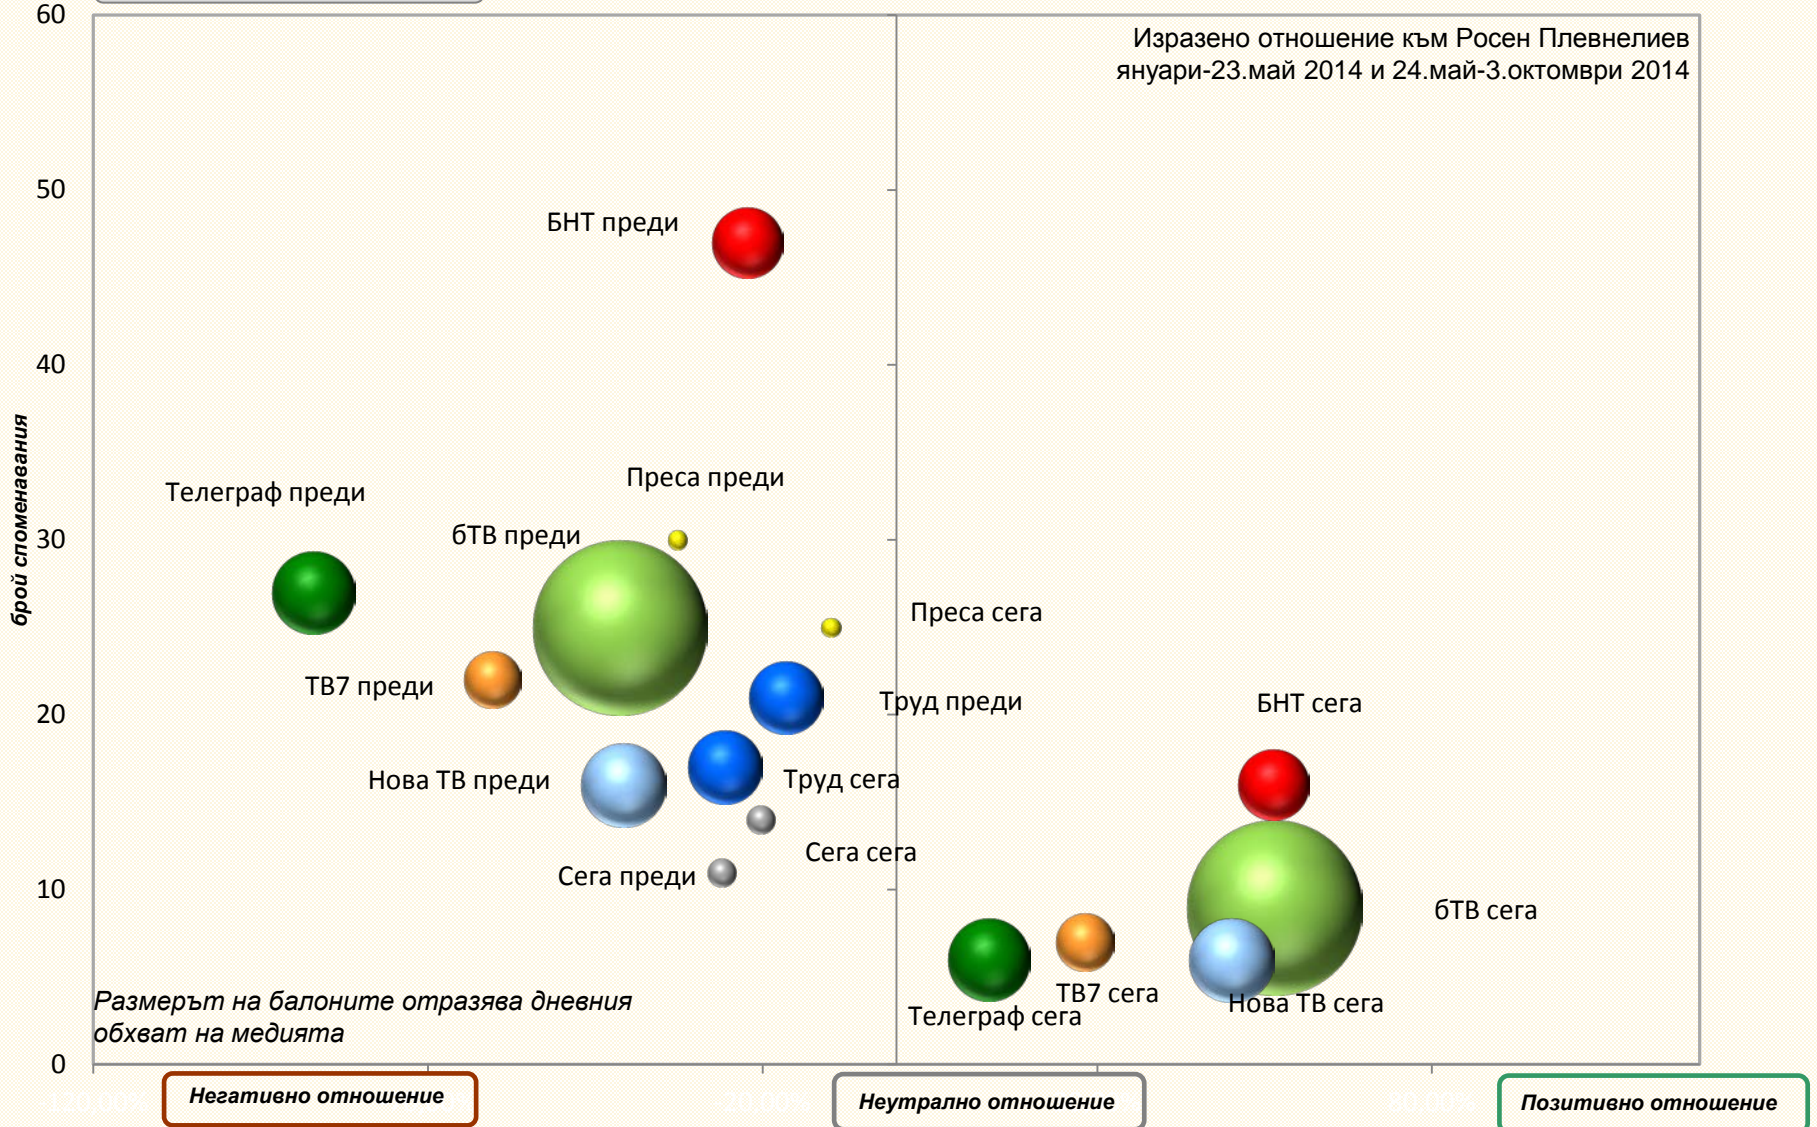 60
Изразено отношение към Росен Плевнелиев
януари-23.май 2014 и 24.май-3.октомври 2014
50
БНТ преди
40
брой споменавания
Преса преди
Телеграф преди
бТВ преди
30
Преса сега
ТВ7 преди
Труд преди
БНТ сега
20
Нова ТВ преди
Труд сега
Сега сега
Сега преди
10
бТВ сега
ТВ7 сега
Нова ТВ сега
Телеграф сега
Размерът на балоните отразява дневния
обхват на медията
0
Негативно отношение
Неутрално отношение
Позитивно отношение